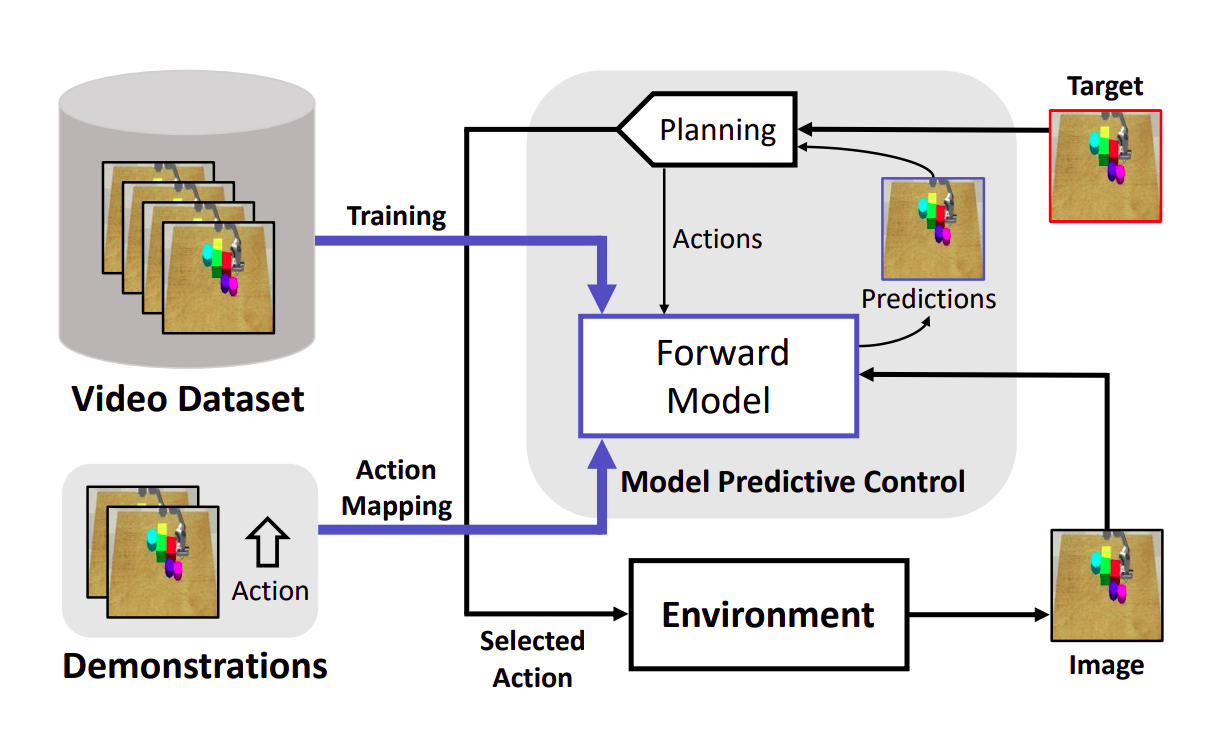 Target
Planning
Training
Actions
Predictions
Forward
Model
Video Dataset
Action
Mapping
Model Predictive Control
Action
Environment
Selected
Action
Demonstrations
Image